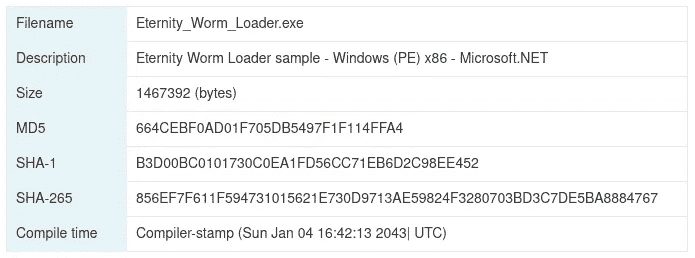 Filename Eternity_Worm_Loader.exe
Description Eternity Worm Loader sample - Windows (PE) x86 - Microsoft.NET
Size 1467392 (bytes)
MD5 664CEBF0AD01F705DB5497F1F114FFA4
SHA-1 B3D00BC0101730C0EA1FD56CC71EB6D2C98EE452
SHA-265 856EF7F611F594731015621E730D9713AE59824F3280703BD3C7DE5BA8884767
Compile time Compiler-stamp (Sun Jan 04 16:42:13 2043| UTC)